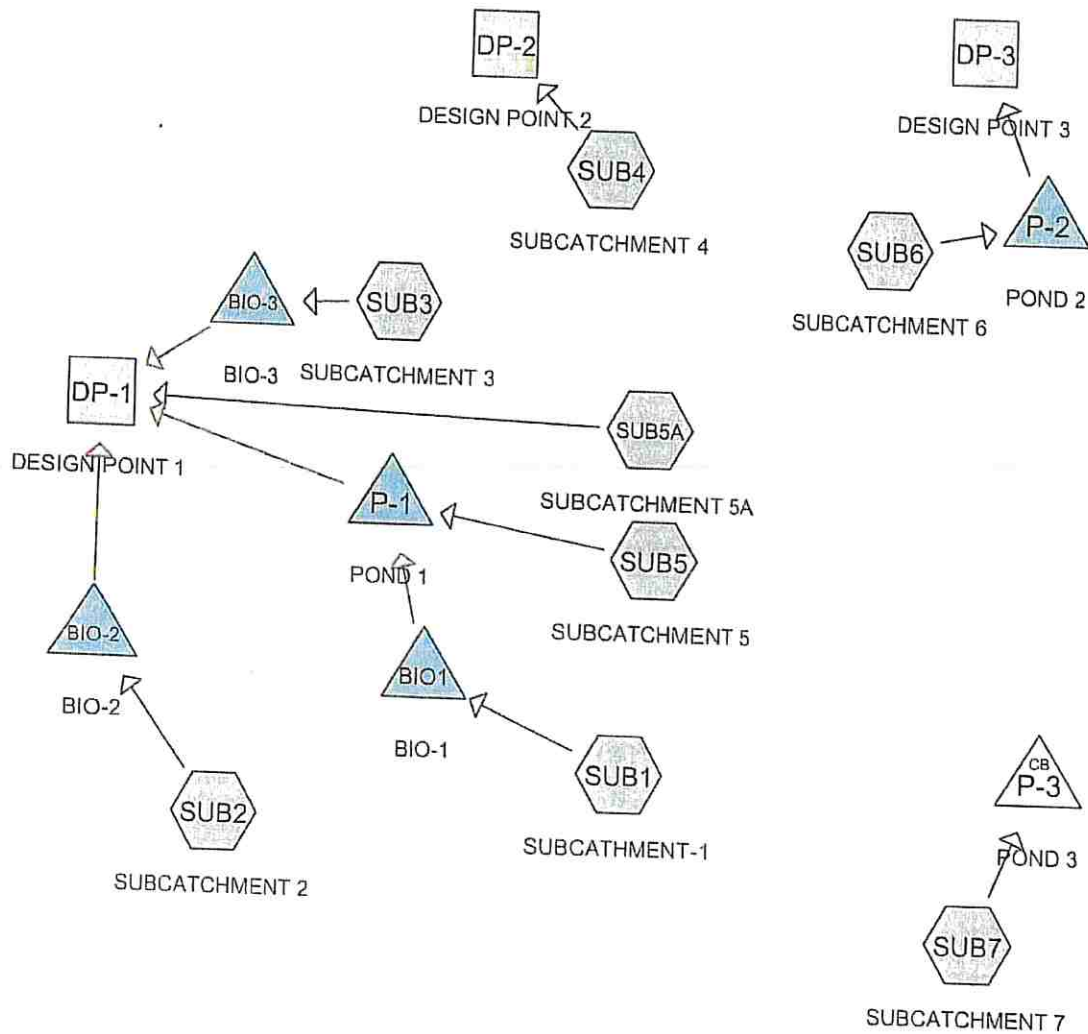 DP-2
DESIGN POINT 2
SUB4
SUBCATCHMENT 4
DP-3
DESIGN POINT 3
P-2
POND 2
SUB6
SUBCATCHMENT 6
BIO-3
BIO-3
SUB3
SUBCATCHMENT 3
DP-1
DESIGN POINT 1
SUB5A
SUBCATCHMENT 5A
P-1
POND 1
SUB5
SUBCATCHMENT 5
BIO-2
BIO-2
BIO1
BIO-1
SUB2
SUBCATCHMENT 2
SUB1
SUBCATHMENT-1
CB
P-3
POND 3
SUB7
SUBCATCHMENT 7